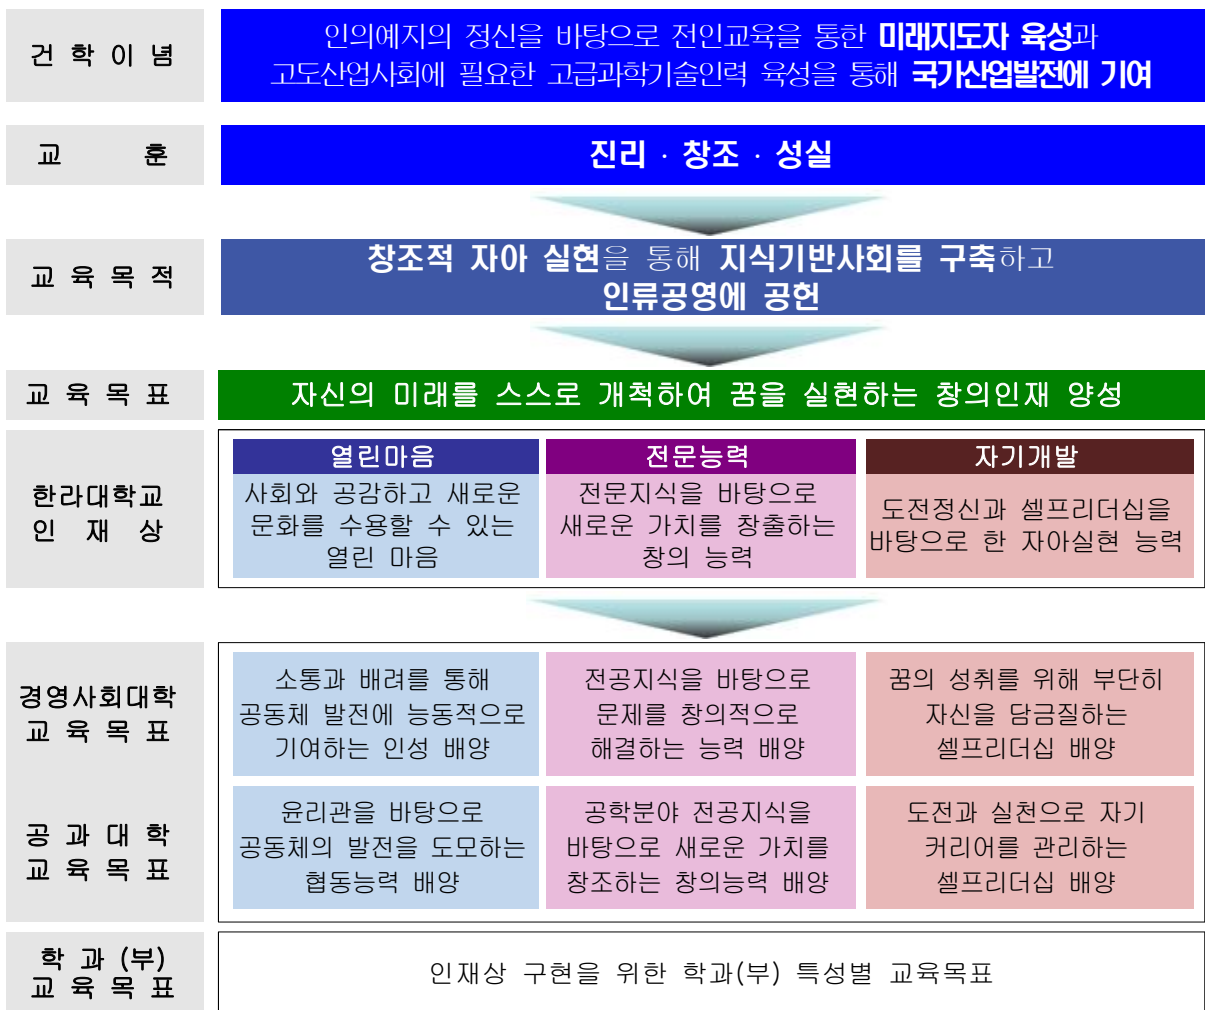 건 학 이 념
인의예지의 정신을 바탕으로 전인교육을 통한 미래지도자 육성과
고도산업사회에 필요한 고급과학기술인력 육성을 통해 국가산업발전에 기여
교 훈
진리 · 창조 · 성실
교 육 목 적
창조적 자아 실현을 통해 지식기반사회를 구축하고
인류공영에 공헌
교 육 목 표
자신의 미래를 스스로 개척하여 꿈을 실현하는 창의인재 양성
한라대학교
인 재 상
열린마음
사회와 공감하고 새로운
문화를 수용할 수 있는
열린 마음
전문능력
전문지식을 바탕으로
새로운 가치를 창출하는
창의 능력
자기개발
도전정신과 셀프리더십을
바탕으로 한 자아실현 능력
경영사회대학
교 육 목 표
소통과 배려를 통해
공동체 발전에 능동적으로
기여하는 인성 배양
전공지식을 바탕으로
문제를 창의적으로
해결하는 능력 배양
꿈의 성취를 위해 부단히
자신을 담금질하는
셀프리더십 배양
공 과 대 학
교 육 목 표
윤리관을 바탕으로
공동체의 발전을 도모하는
협동능력 배양
공학분야 전공지식을
바탕으로 새로운 가치를
창조하는 창의능력 배양
도전과 실천으로 자기
커리어를 관리하는
셀프리더십 배양
학 과 (부)
교 육 목 표
인재상 구현을 위한 학과(부) 특성별 교육목표